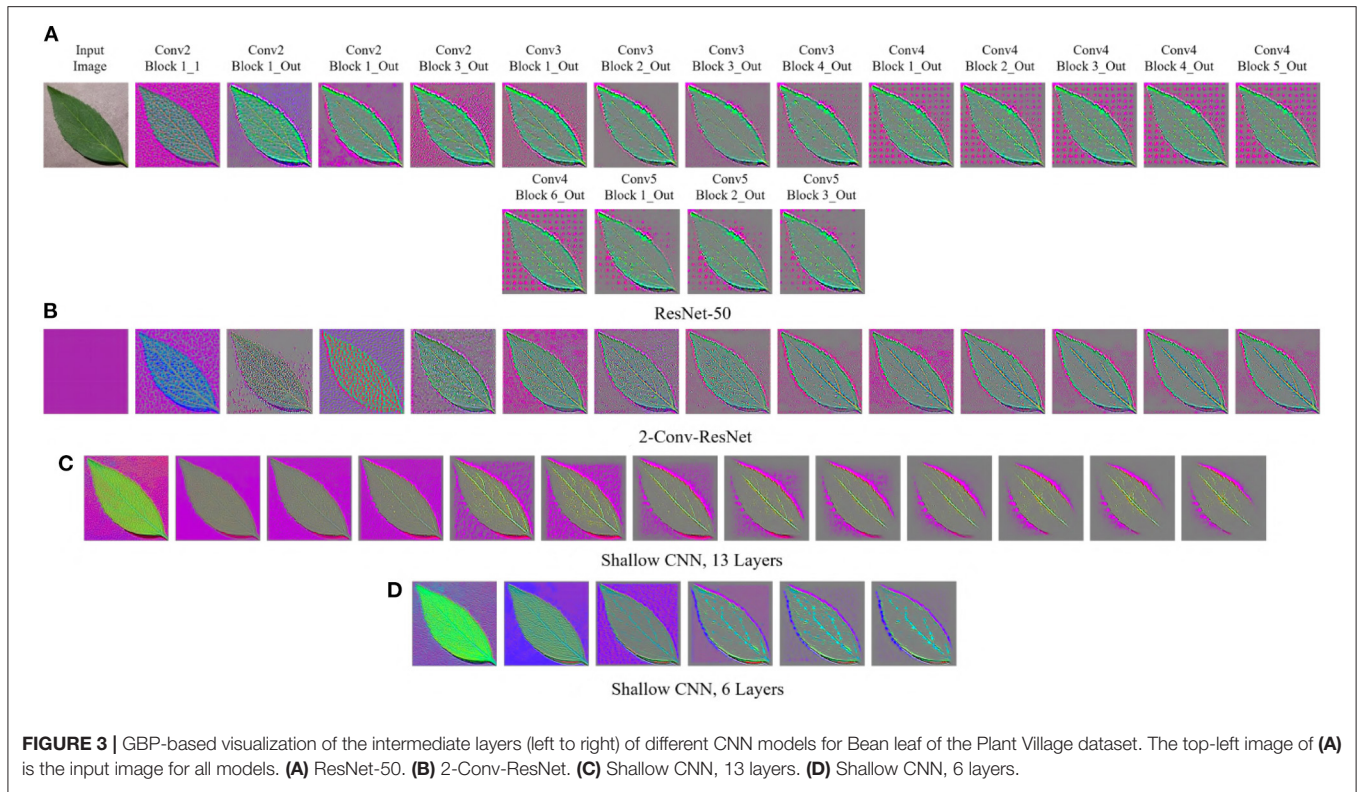 A
Input Image
Conv2 Block 1_1
Conv2 Block 1_Out
Conv2 Block 1_Out
Conv2 Block 3_Out
Conv3 Block 1_Out
Conv3 Block 2_Out
Conv3 Block 3_Out
Conv3 Block 4_Out
Conv4 Block 1_Out
Conv4 Block 2_Out
Conv4 Block 3_Out
Conv4 Block 4_Out
Conv4 Block 5_Out
Conv4 Block 6_Out
Conv5 Block 1_Out
Conv5 Block 2_Out
Conv5 Block 3_Out
ResNet-50
B
2-Conv-ResNet
C
Shallow CNN, 13 Layers
D
Shallow CNN, 6 Layers
FIGURE 3 | GBP-based visualization of the intermediate layers (left to right) of different CNN models for Bean leaf of the Plant Village dataset. The top-left image of (A)
is the input image for all models. (A) ResNet-50. (B) 2-Conv-ResNet. (C) Shallow CNN, 13 layers. (D) Shallow CNN, 6 layers.